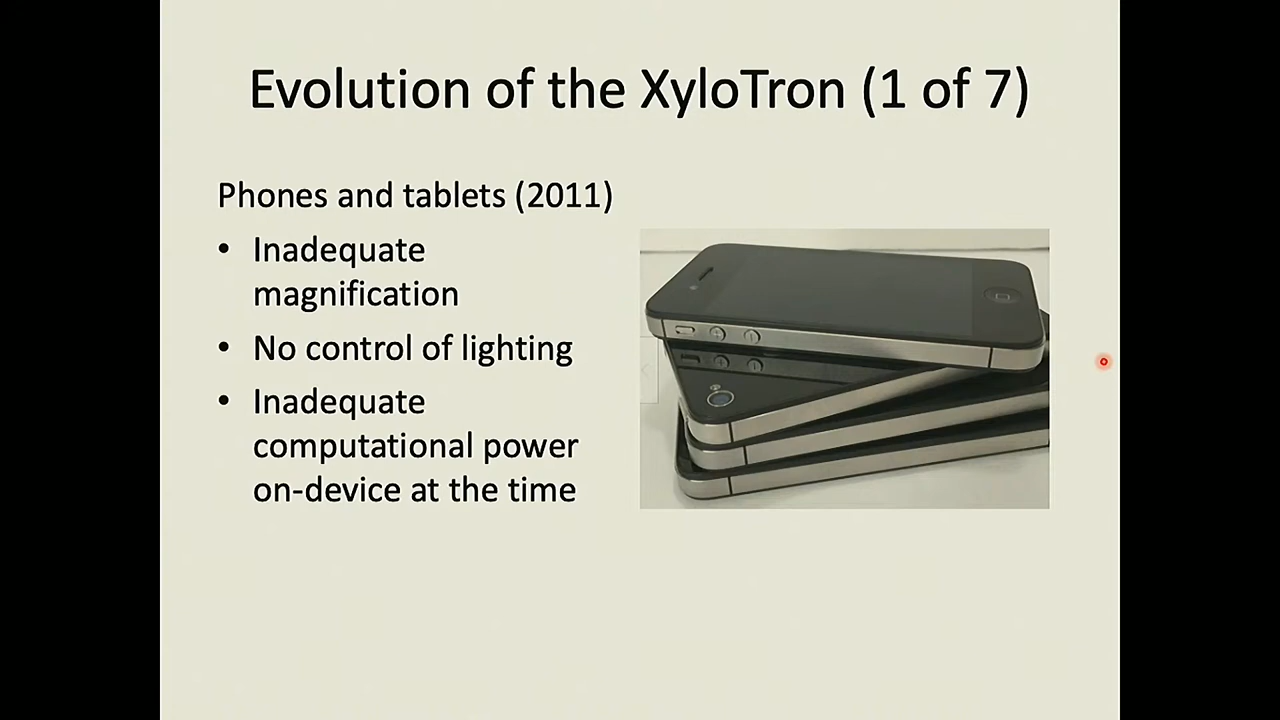 Evolution of the XyloTron (1 of 7)
Phones and tablets (2011)
• Inadequate
magnification
• No control of lighting
• Inadequate
computational power
on-device at the time